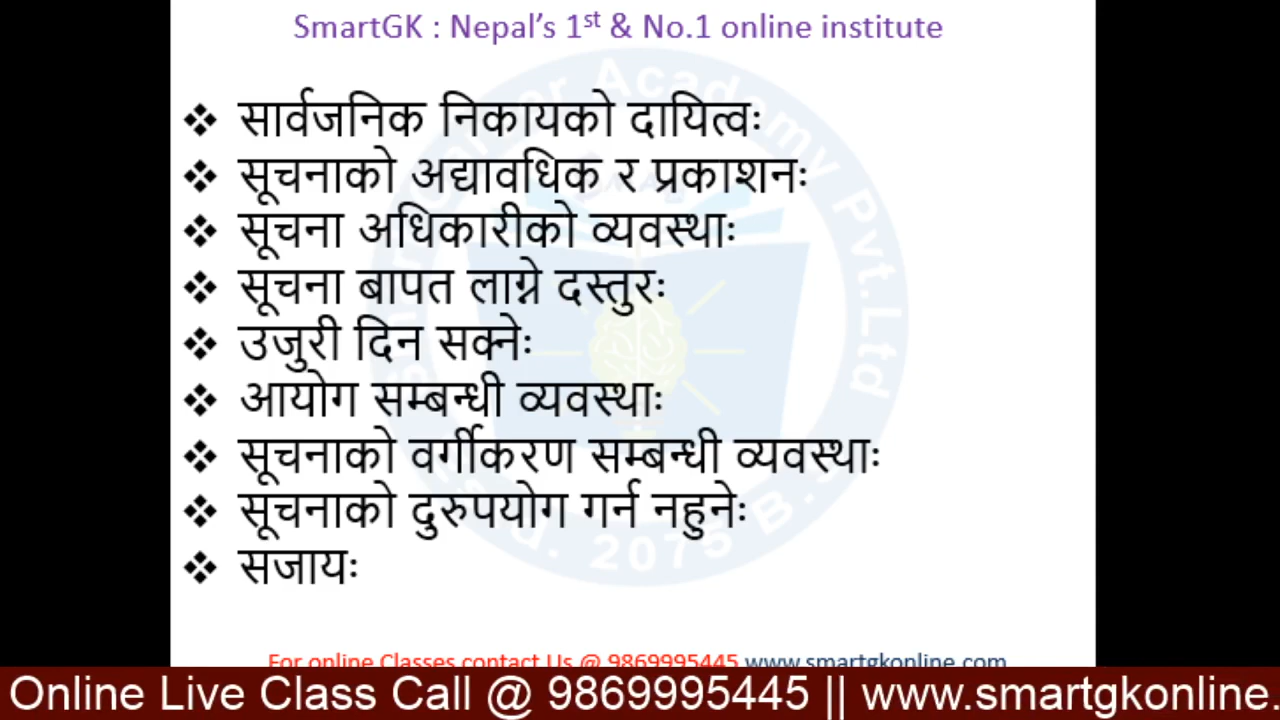 SmartGK : Nepal's 1st & No.1 online institute
❖ सार्वजनिक निकायको दायित्वः
❖ सूचनाको अद्यावधिक र प्रकाशनः
❖ सूचना अधिकारीको व्यवस्थाः
❖ सूचना बापत लाग्ने दस्तुरः
❖ उजुरी दिन सक्नेः
❖ आयोग सम्बन्धी व्यवस्थाः
❖ सूचनाको वर्गीकरण सम्बन्धी व्यवस्थाः
❖ सूचनाको दुरुपयोग गर्न नहुनेः
❖ सजायः
For online Classes contact Us @ 9869995445 www.smartgkonline.com
Online Live Class Call @ 9869995445 || www.smartgkonline.